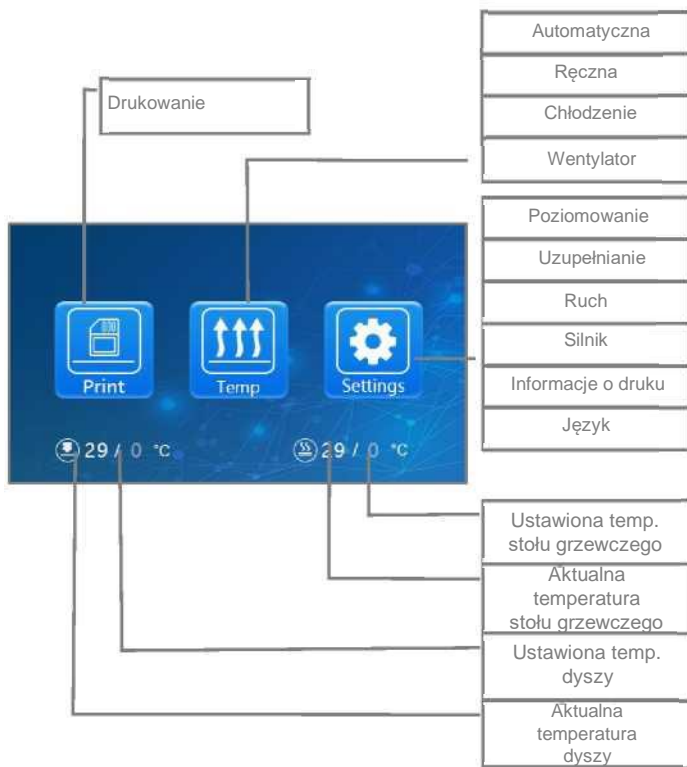 Automatyczna
Ręczna
Chłodzenie
Wentylator
Drukowanie
Poziomowanie
Uzupełnianie
Ruch
Silnik
Informacje o druku
Język
Print
Temp
Settings
29 / 0 °C
29 / 0 °C
Ustawiona temp.
stołu grzewczego
Aktualna
temperatura
stołu grzewczego
Ustawiona temp.
dyszy
Aktualna
temperatura
dyszy